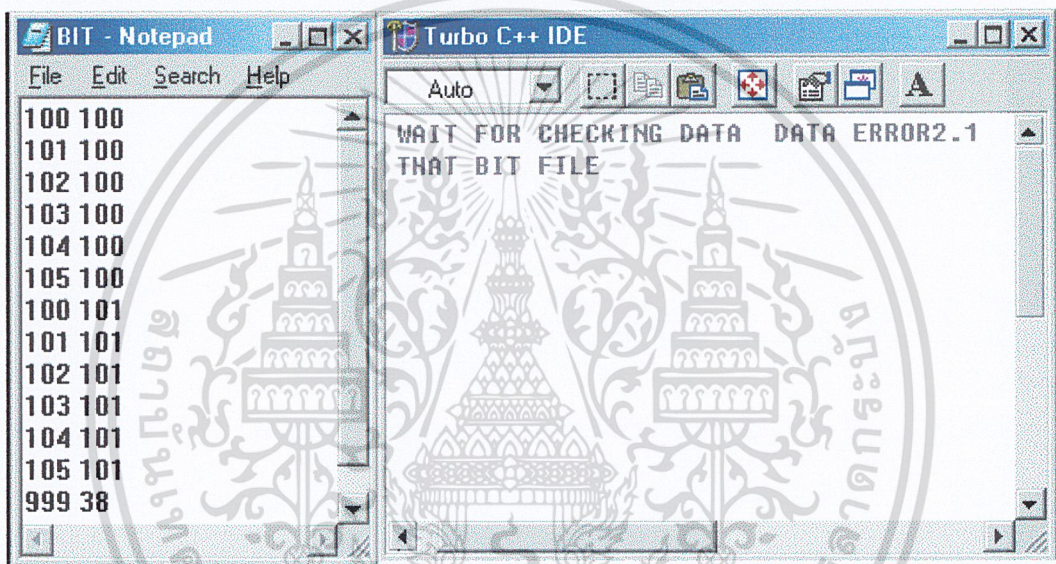 BIT - Notepad
File Edit Search Help
100 100
101 100
102 100
103 100
104 100
105 100
100 101
101 101
102 101
103 101
104 101
105 101
999 38
Turbo C++ IDE
Auto
A
WAIT FOR CHECKING DATA  DATA ERROR2.1
THAT BIT FILE